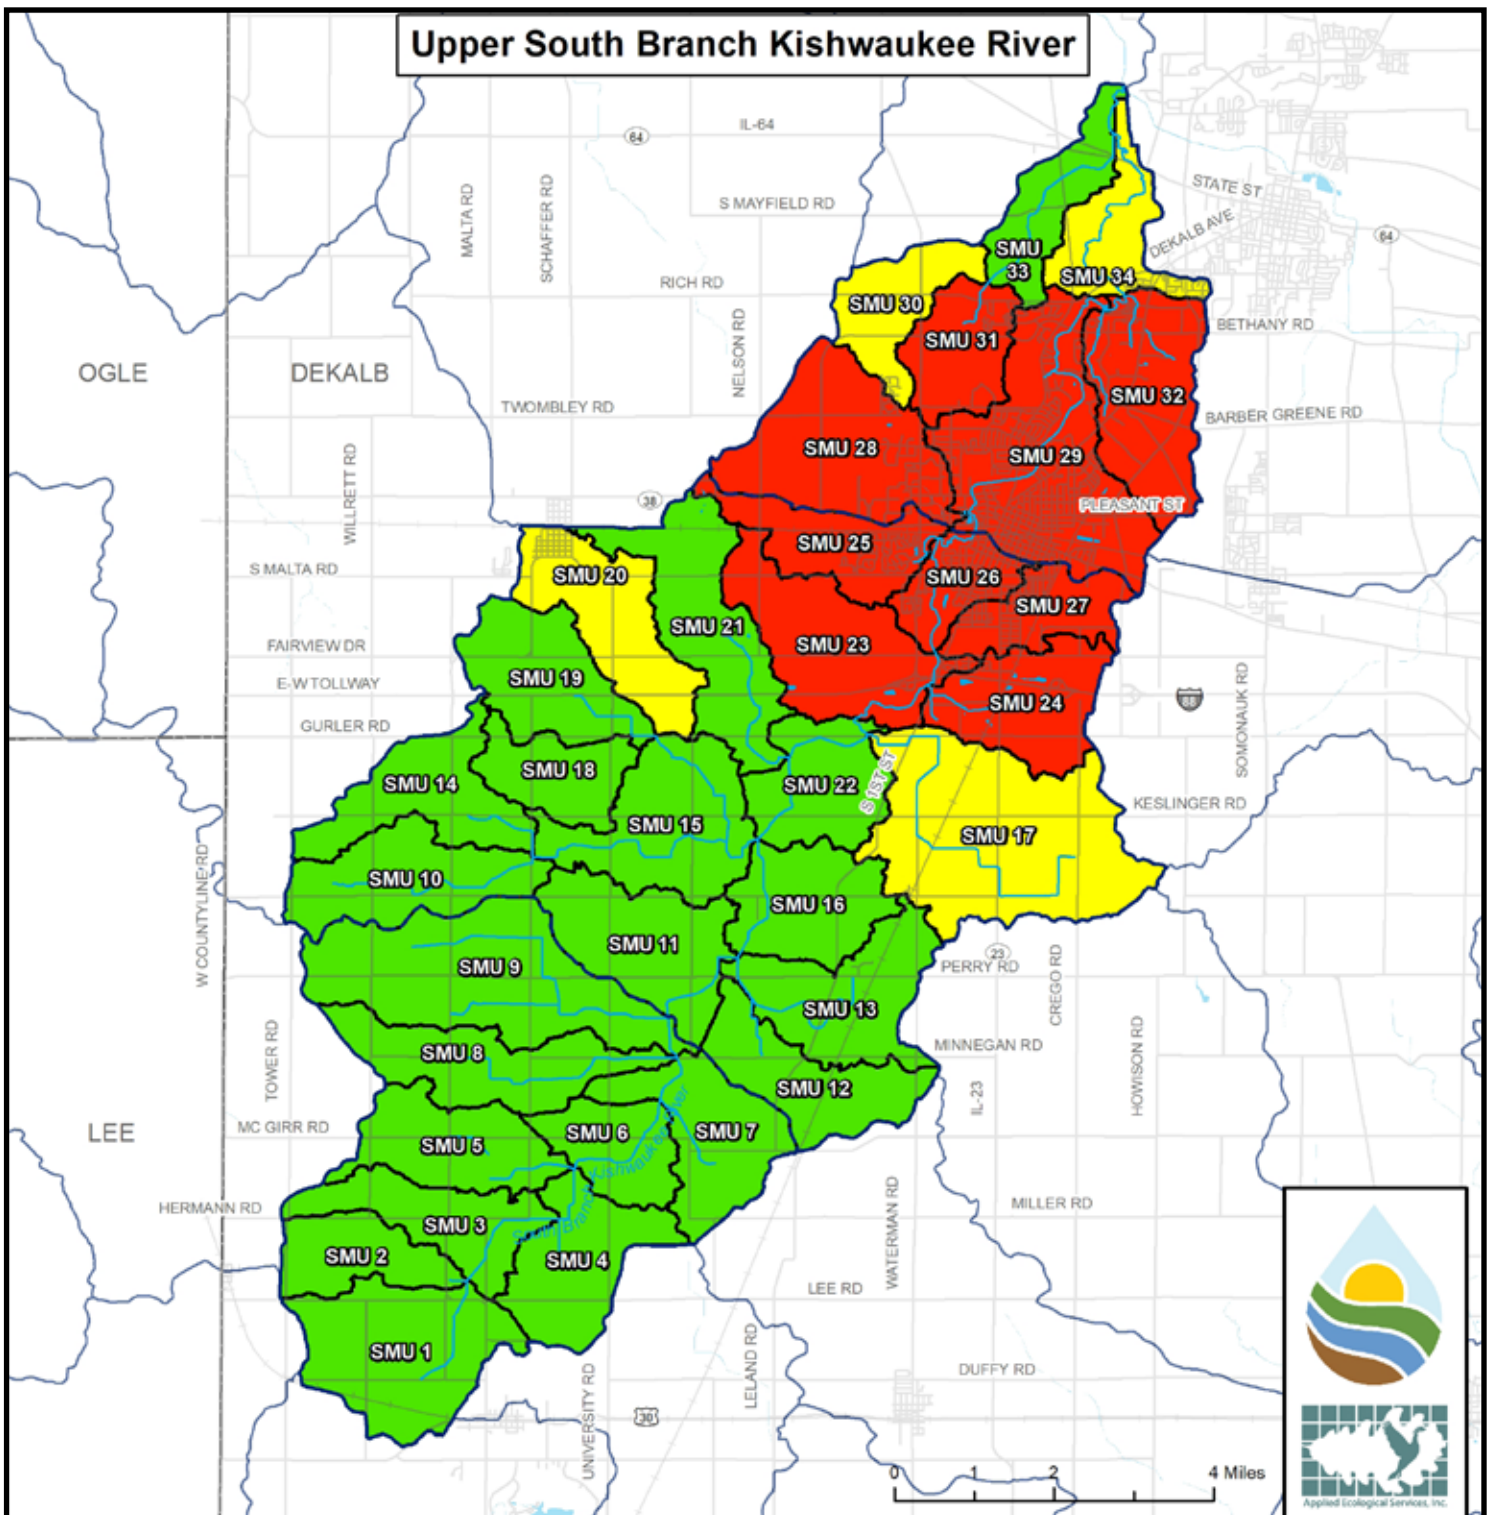 Upper South Branch Kishwaukee River
IL-64
64
STATE ST
MALTA RD
SCHAFFER RD
S MAYFIELD RD
DEKALB AVE
64
SMU
33
RICH RD
SMU 34
SMU 30
NELSON RD
BETHANY RD
SMU 31
OGLE
DEKALB
SMU 32
TWOMBLEY RD
BARBER GREENE RD
SMU 28
SMU 29
WILLRETT RD
38
PLEASANT ST
SMU 25
S MALTA RD
SMU 20
SMU 26
SMU 27
SMU 21
FAIRVIEW DR
SMU 23
E-W TOLLWAY
SMU 19
SMU 24
88
SOMONAUK RD
GURLER RD
SMU 14
SMU 18
SMU 22
S 1ST ST
KESLINGER RD
SMU 15
SMU 17
W COUNTYLINE RD
SMU 10
SMU 16
SMU 11
23
PERRY RD
CREGO RD
SMU 9
SMU 13
TOWER RD
SMU 8
MINNEGAN RD
HOWISON RD
SMU 12
IL-23
LEE
MC GIRR RD
SMU 5
SMU 6
SMU 7
South Branch Kishwaukee River
HERMANN RD
SMU 3
MILLER RD
WATERMAN RD
SMU 2
SMU 4
LEE RD
SMU 1
LELAND RD
DUFFY RD
UNIVERSITY RD
30
0 1 2 4 Miles
Applied Ecological Services, Inc.